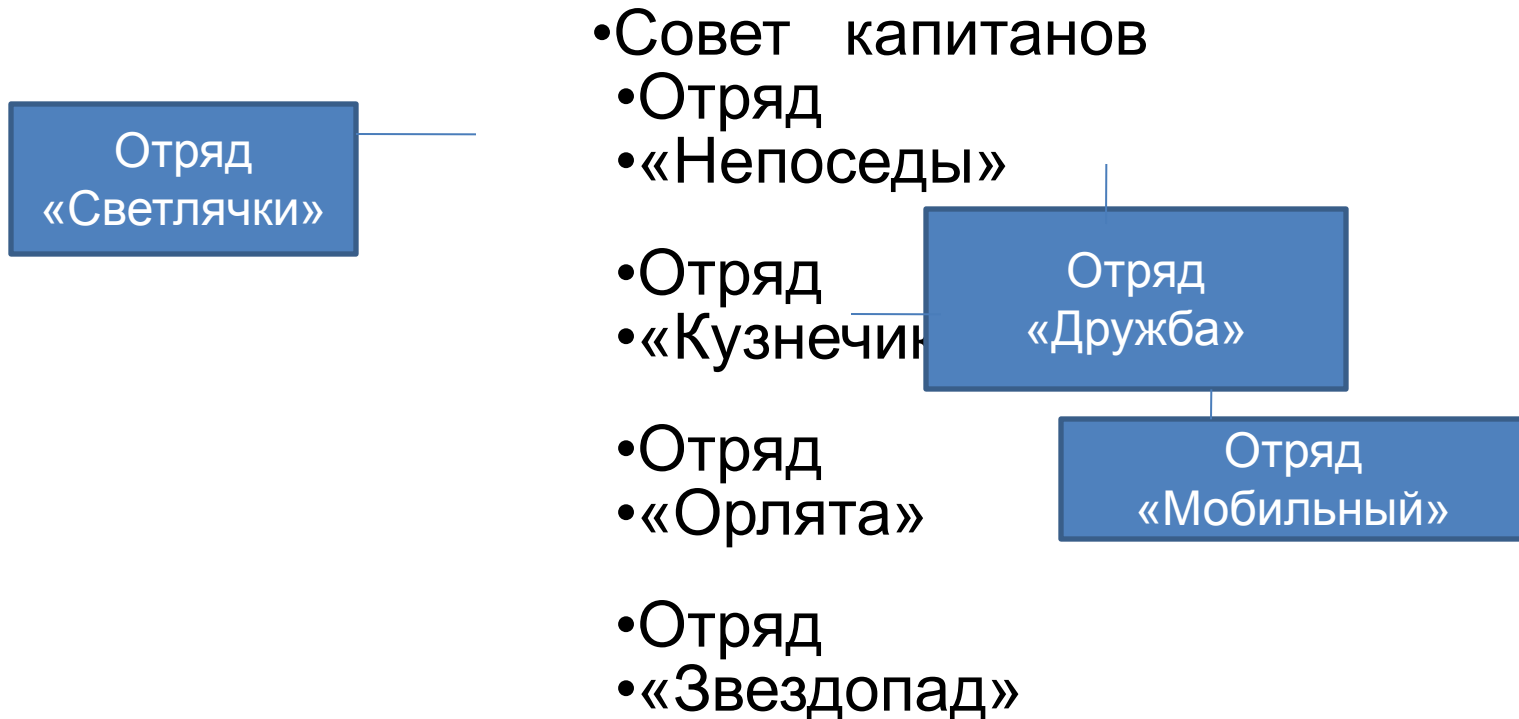 •Совет капитанов
•Отряд
•«Непоседы»
Отряд
«Светлячки»
•Отряд
Отряд
«Дружба»
•Отряд
•«Орлята»
Отряд
«Мобильный»
•Отряд
•«Звездопад»